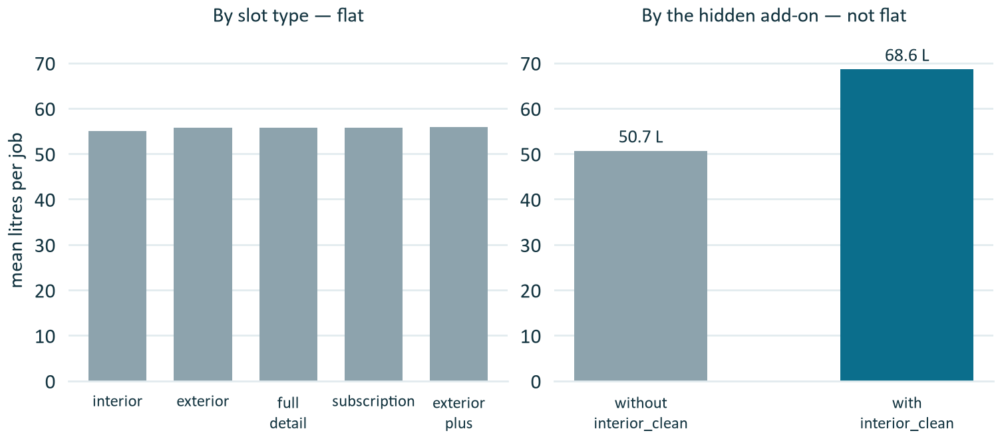 By slot type — flat
mean litres per job
70
60
50
40
30
20
10
0
interior
exterior
full
detail
subscription
exterior
plus
By the hidden add-on — not flat
70
60
50
40
30
20
10
0
50.7 L
68.6 L
without
interior_clean
with
interior_clean